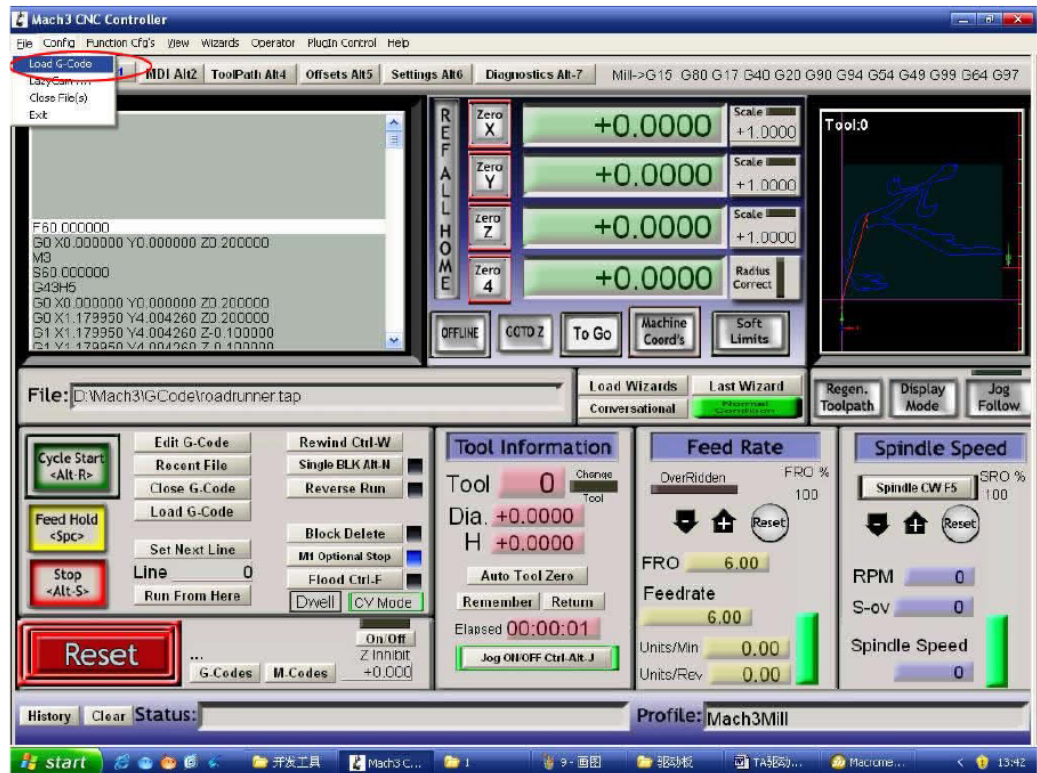 Mach3 CNC Controller
File Config Function Cfg's View Wizards Operator PlugIn Control Help
Load G-Code
Close File(s)
Exit
1 MDI Alt2 ToolPath Alt4 Offsets Alt5 Settings Alt6 Diagnostics Alt-7 Mill->G15 G80 G17 G40 G20 G90 G94 G54 G49 G99 G64 G97
F60.000000
G0 X0.000000 Y0.000000 Z0.200000
M3
S60.000000
G43H5
G0 X0.000000 Y0.000000 Z0.200000
G0 X1.179950 Y4.004260 Z0.200000
G1 X1.179950 Y4.004260 Z-0.100000
REF ALL HOME
Zero X +0.0000 Scale +1.0000
Zero Y +0.0000 Scale +1.0000
Zero Z +0.0000 Scale +1.0000
Zero 4 +0.0000 Radius Correct
OFFLINE GOTO Z To Go Machine Coord's Soft Limits
Tool:0
File: D:\Mach3\GCode\roadrunner.tap
Load Wizards Last Wizard
Conversational Normal Condition
Regen. Toolpath Display Mode Jog Follow
Cycle Start <Alt-R>
Feed Hold <Spc>
Stop <Alt-S>
Edit G-Code Rewind Ctrl-W
Recent File Single BLK Alt-N
Close G-Code Reverse Run
Load G-Code
Block Delete
Set Next Line M1 Optional Stop
Line 0 Flood Ctrl-F
Run From Here Dwell CV Mode
Reset
...
G-Codes M-Codes
On/Off
Z Inhibit
+0.000
Tool Information
Tool 0 Change Tool
Dia. +0.0000
H +0.0000
Auto Tool Zero
Remember Return
Elapsed 00:00:01
Jog ON/OFF Ctrl-Alt-J
Feed Rate
OverRidden FRO % 100
Reset
FRO 6.00
Feedrate
6.00
Units/Min 0.00
Units/Rev 0.00
Spindle Speed
Spindle CW F5 SRO % 100
Reset
RPM 0
S-ov 0
Spindle Speed
0
History Clear Status: Profile: Mach3Mill
start 开发工具 Mach3 C... 1 9 - 画图 驱动板 TA驱动... Macrome... 13:42